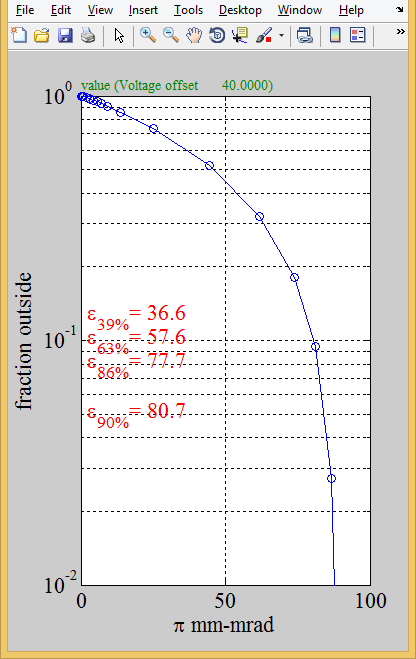 File Edit View Insert Tools Desktop Window Help
value (Voltage offset 40.0000)
10^0
ε39%= 36.6
10^-1
ε63%= 57.6
ε86%= 77.7
ε90%= 80.7
fraction outside
10^-2
0 50 100
π mm-mrad